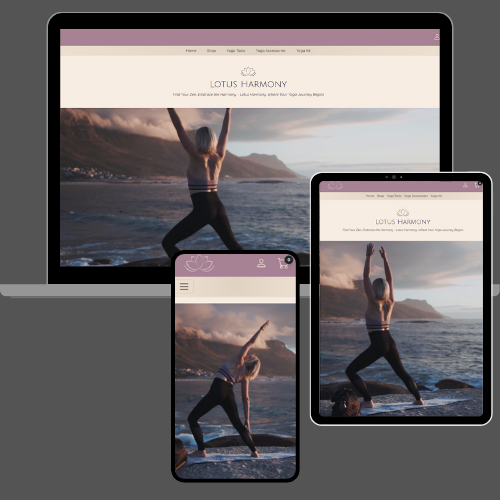 Home Shop Yoga Tools Yoga Accessories Yoga Kit
LOTUS HARMONY
Find Your Zen, Embrace the Harmony - Lotus Harmony, Where Your Yoga Journey Begins
Home Shop Yoga Tools Yoga Accessories Yoga Kit
LOTUS HARMONY
Find Your Zen, Embrace the Harmony - Lotus Harmony, Where Your Yoga Journey Begins
0